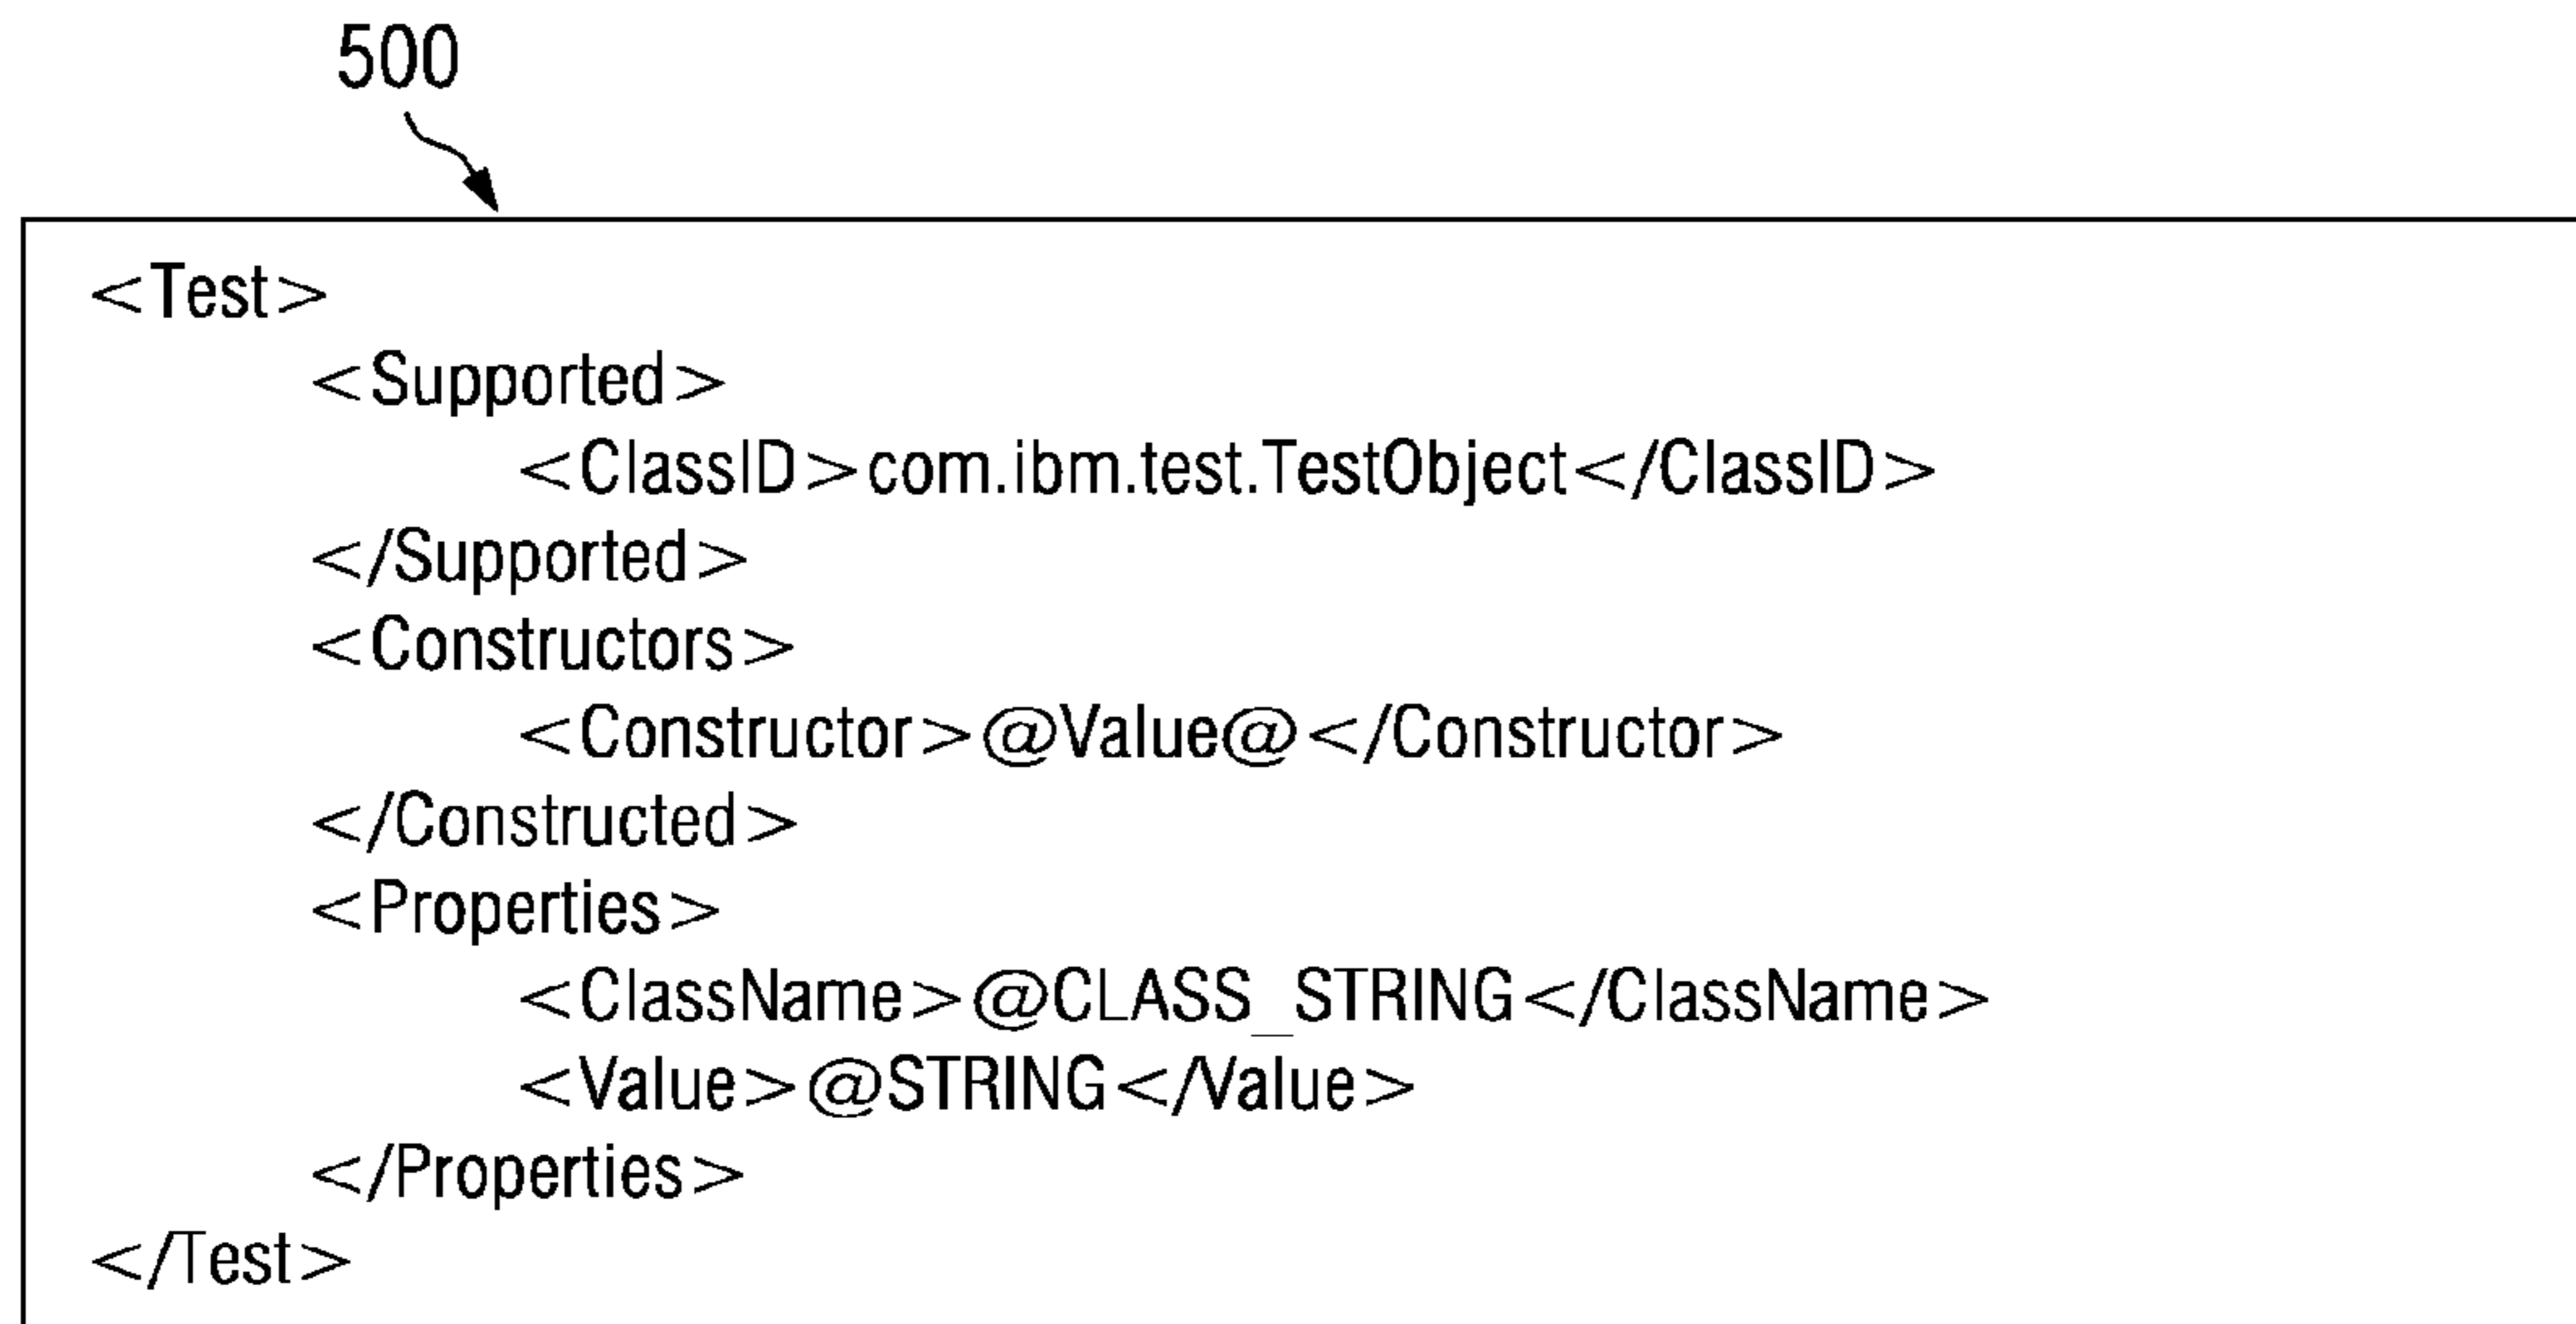 500
<Test>
<Supported>
<ClassID>com.ibm.test.TestObject</ClassID>
</Supported>
<Constructors>
<Constructor>@Value@</Constructor>
</Constructed>
<Properties>
<ClassName>@CLASS_STRING</ClassName>
<Value>@STRING</Value>
</Properties>
</Test>